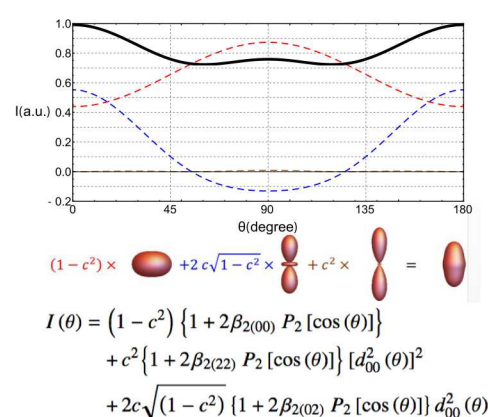 1.0
0.8
0.6
I(a.u.)
0.4
0.2
0.0
- 0.2
0 45 90 135 180
θ(degree)
(1−c²)× +2 c√1−c² × + c² × =
I (θ) = (1 − c²) {1 + 2β₂₍₀₀₎ P₂ [cos (θ)]}
+ c² {1 + 2β₂₍₂₂₎ P₂ [cos (θ)]} [d²₀₀ (θ)]²
+ 2c√(1 − c²) {1 + 2β₂₍₀₂₎ P₂ [cos (θ)]} d²₀₀ (θ)